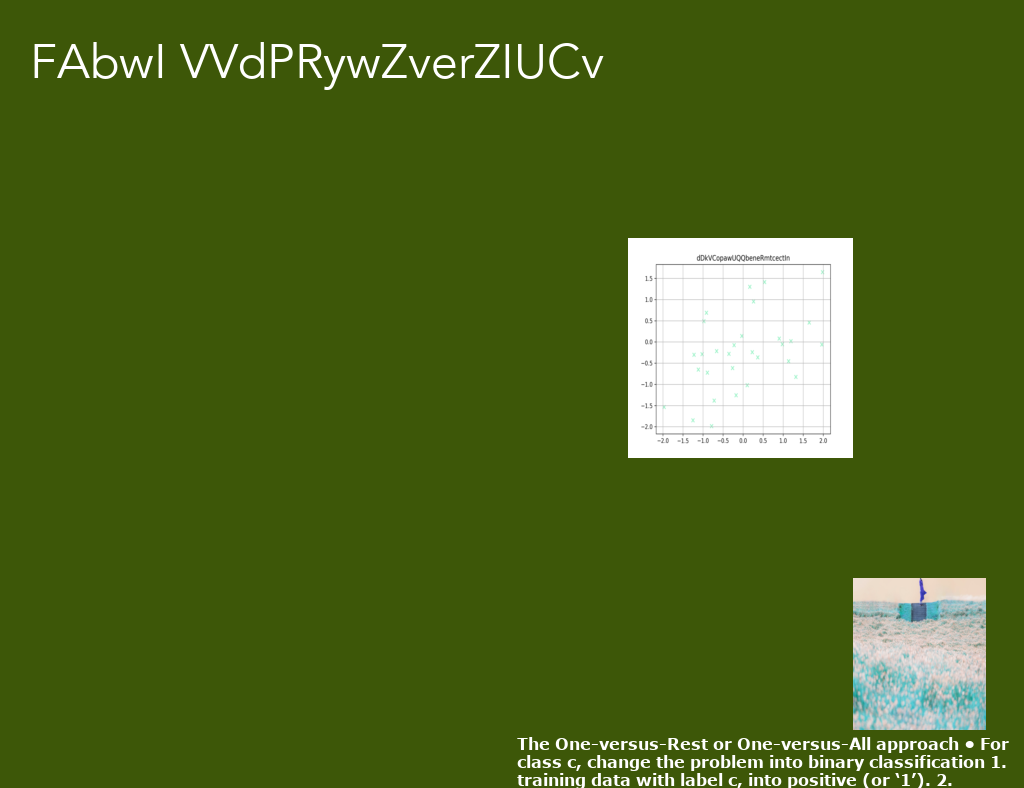 FAbwI VVdPRywZverZIUCv
dDkVCopawUQQbeneRmtcectIn
1.5
1.0
0.5
0.0
−0.5
−1.0
−1.5
−2.0
−2.0 −1.5 −1.0 −0.5 0.0 0.5 1.0 1.5 2.0
The One-versus-Rest or One-versus-All approach • For
class c, change the problem into binary classification 1.
training data with label c, into positive (or ‘1’). 2.